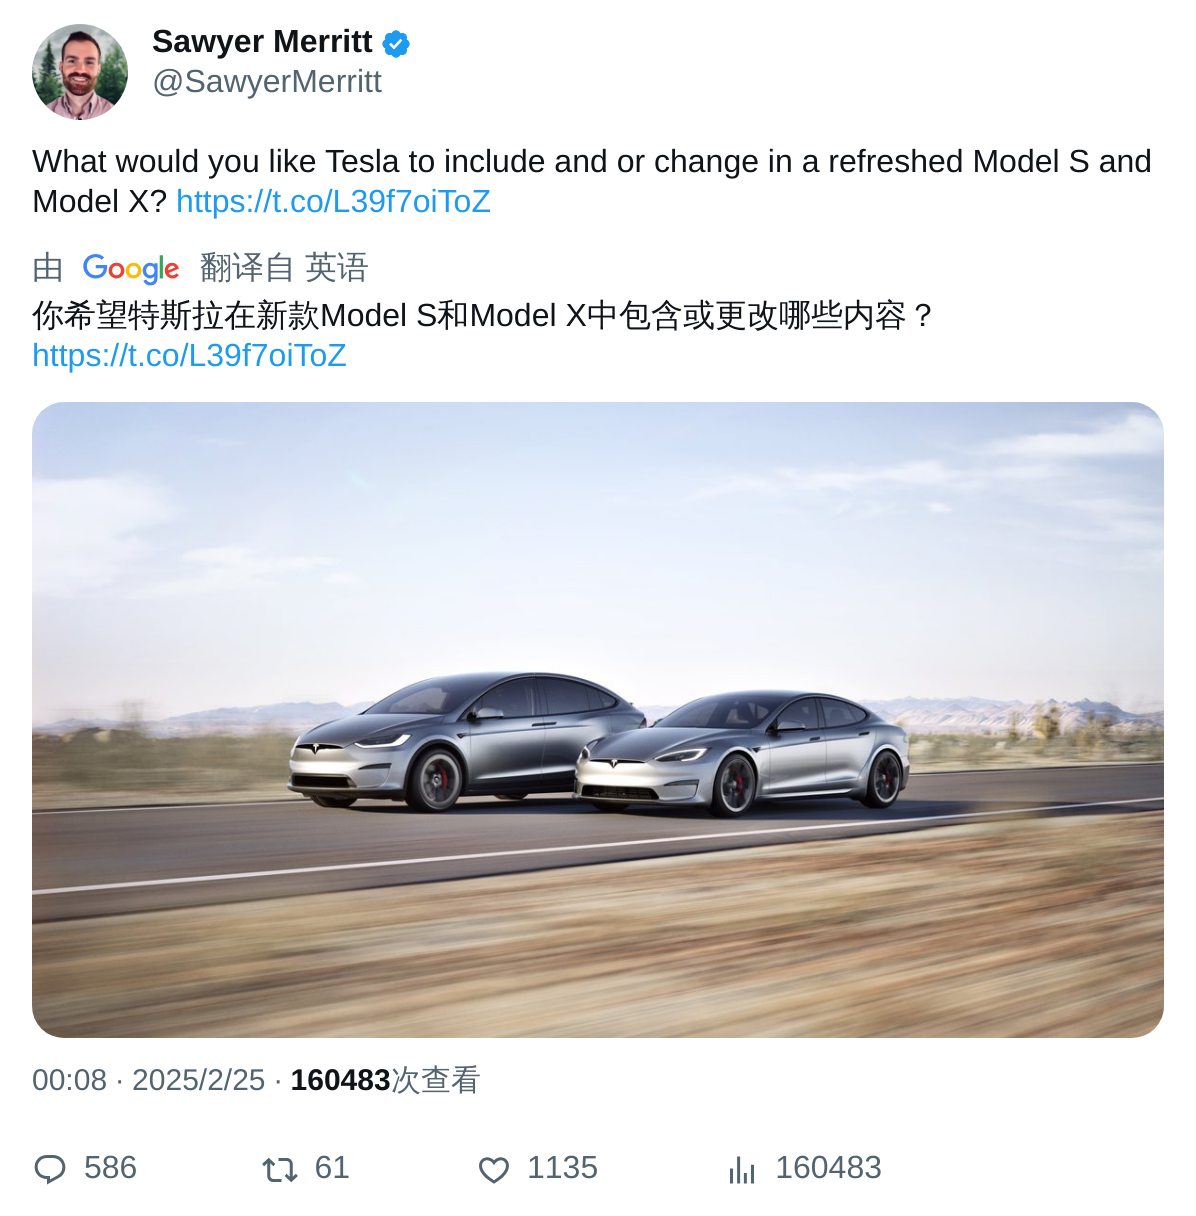 Sawyer Merritt
@SawyerMerritt
What would you like Tesla to include and or change in a refreshed Model S and
Model X? https://t.co/L39f7oiToZ
由 Google 翻译自 英语
你希望特斯拉在新款Model S和Model X中包含或更改哪些内容？
https://t.co/L39f7oiToZ
00:08 · 2025/2/25 · 160483次查看
586 61 1135 160483